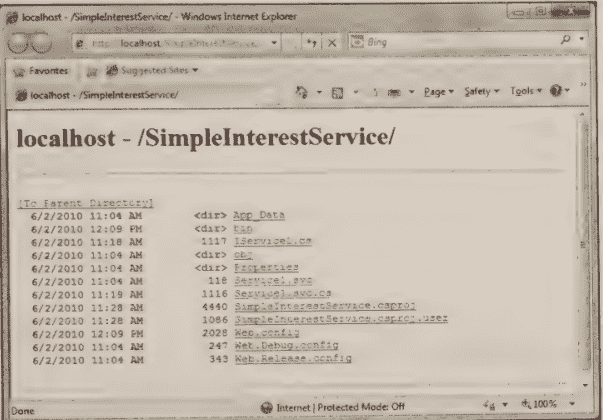 localhost - /SimpleInterestService/ - Windows Internet Explorer
localhost
Bing
Favorites Suggested Sites
localhost - /SimpleInterestService/ Page Safety Tools
localhost - /SimpleInterestService/
[To Parent Directory]
6/2/2010 11:04 AM <dir> App_Data
6/2/2010 12:09 PM <dir> bin
6/2/2010 11:18 AM 1117 IService1.cs
6/2/2010 11:04 AM <dir> obj
6/2/2010 11:04 AM <dir> Properties
6/2/2010 11:04 AM 118 Service1.svc
6/2/2010 11:19 AM 1116 Service1.svc.cs
6/2/2010 11:28 AM 4440 SimpleInterestService.csproj
6/2/2010 11:28 AM 1086 SimpleInterestService.csproj.user
6/2/2010 12:09 PM 2028 Web.config
6/2/2010 11:04 AM 247 Web.Debug.config
6/2/2010 11:04 AM 343 Web.Release.config
Done Internet | Protected Mode: Off 100%